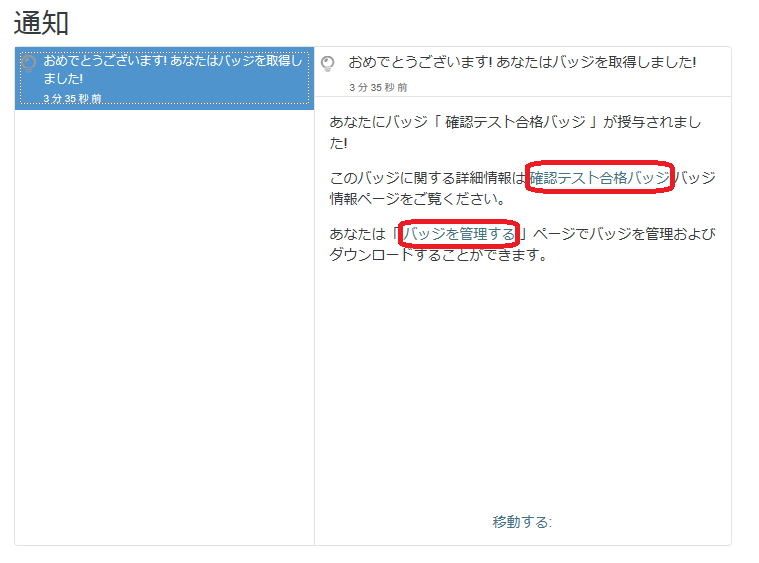 通知
おめでとうございます! あなたはバッジを取得し
ました!
3 分 35 秒 前
おめでとうございます! あなたはバッジを取得しました!
3 分 35 秒 前
あなたにバッジ「 確認テスト合格バッジ 」が授与されまし
た!
このバッジに関する詳細情報は 確認テスト合格バッジ バッジ
情報ページをご覧ください。
あなたは「 バッジを管理する 」ページでバッジを管理および
ダウンロードすることができます。
移動する: